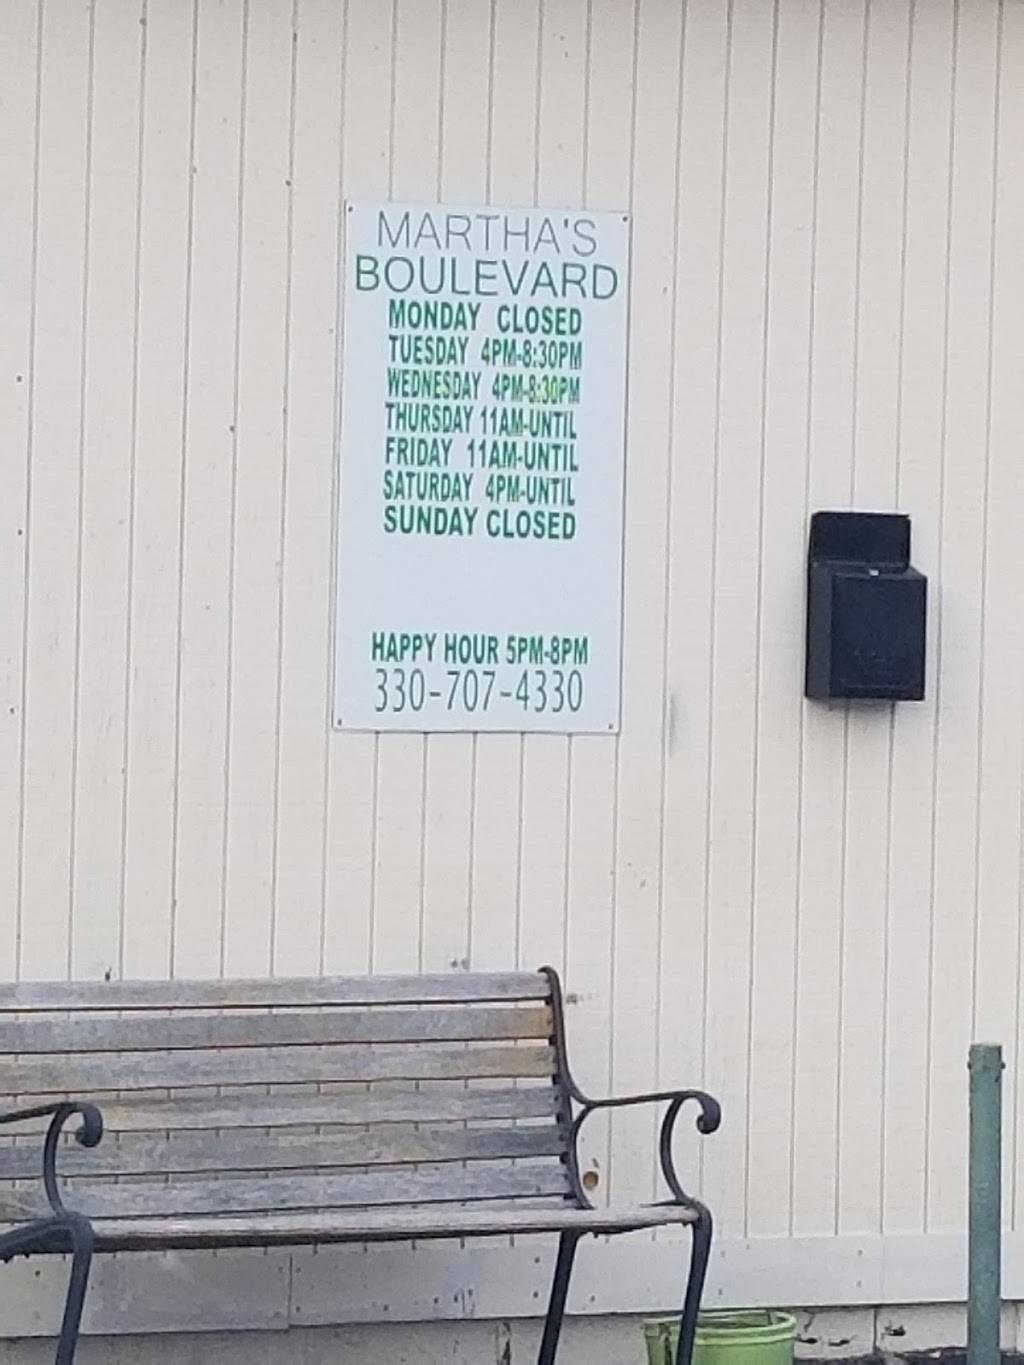 MARTHA'S
BOULEVARD
MONDAY CLOSED
TUESDAY 4PM-8:30PM
WEDNESDAY 4PM-8:30PM
THURSDAY 11AM-UNTIL
FRIDAY 11AM-UNTIL
SATURDAY 4PM-UNTIL
SUNDAY CLOSED
HAPPY HOUR 5PM-8PM
330-707-4330